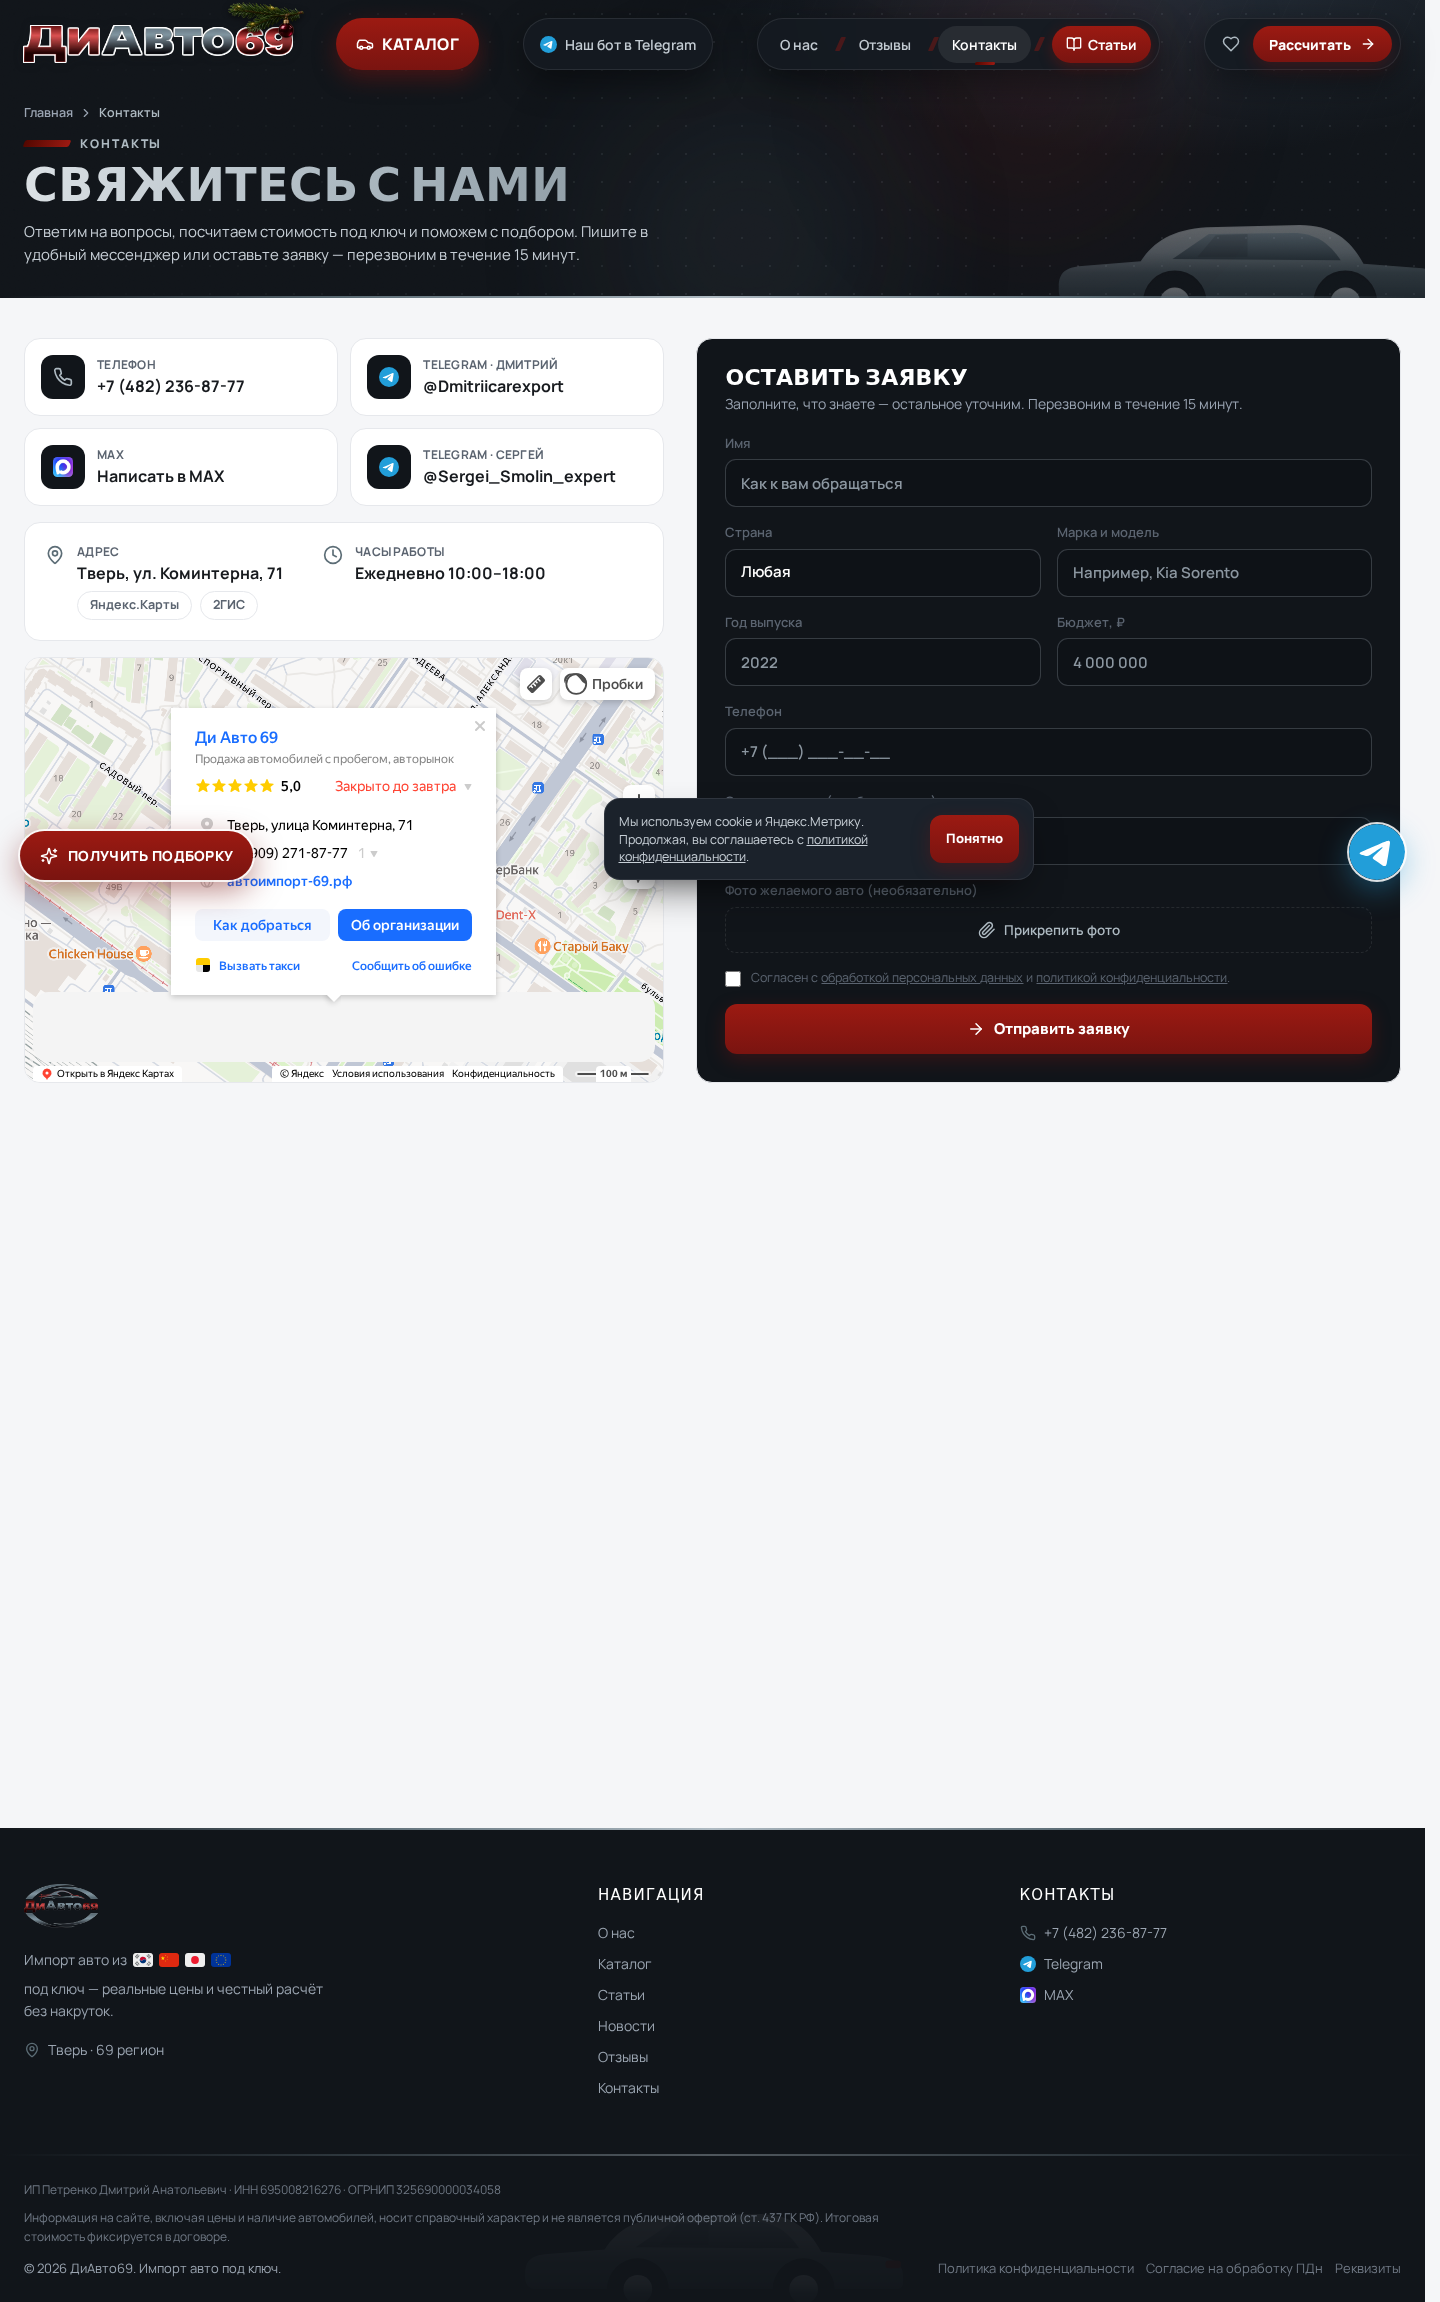 ДиАвто69
КАТАЛОГ
Наш бот в Telegram
О нас
Отзывы
Контакты
Статьи
Рассчитать
Главная
Контакты
КОНТАКТЫ
СВЯЖИТЕСЬ С НАМИ
Ответим на вопросы, посчитаем стоимость под ключ и поможем с подбором. Пишите в
удобный мессенджер или оставьте заявку — перезвоним в течение 15 минут.
ТЕЛЕФОН
+7 (482) 236-87-77
TELEGRAM · ДМИТРИЙ
@Dmitriicarexport
MAX
Написать в MAX
TELEGRAM · СЕРГЕЙ
@Sergei_Smolin_expert
АДРЕС
Тверь, ул. Коминтерна, 71
Яндекс.Карты
2ГИС
ЧАСЫ РАБОТЫ
Ежедневно 10:00–18:00
Пробки
САДОВЫЙ пер.
Ди Авто 69
Продажа автомобилей с пробегом, авторынок
5,0
Закрыто до завтра
Тверь, улица Коминтерна, 71
909) 271-87-77
1
автоимпорт-69.рф
Как добраться
Об организации
Вызвать такси
Сообщить об ошибке
Chicken House
Dent-X
Старый Баку
Открыть в Яндекс Картах
© Яндекс
Условия использования
Конфиденциальность
100 м
ПОЛУЧИТЬ ПОДБОРКУ
ОСТАВИТЬ ЗАЯВКУ
Заполните, что знаете — остальное уточним. Перезвоним в течение 15 минут.
Имя
Как к вам обращаться
Страна
Любая
Марка и модель
Например, Kia Sorento
Год выпуска
2022
Бюджет, ₽
4 000 000
Телефон
+7 (___) ___-__-__
Мы используем cookie и Яндекс.Метрику.
Продолжая, вы соглашаетесь с политикой
конфиденциальности.
Понятно
Фото желаемого авто (необязательно)
Прикрепить фото
Согласен с обработкой персональных данных и политикой конфиденциальности.
Отправить заявку
ДиАвто69
Импорт авто из
под ключ — реальные цены и честный расчёт
без накруток.
Тверь · 69 регион
НАВИГАЦИЯ
О нас
Каталог
Статьи
Новости
Отзывы
Контакты
КОНТАКТЫ
+7 (482) 236-87-77
Telegram
MAX
ИП Петренко Дмитрий Анатольевич · ИНН 695008216276 · ОГРНИП 325690000034058
Информация на сайте, включая цены и наличие автомобилей, носит справочный характер и не является публичной офертой (ст. 437 ГК РФ). Итоговая
стоимость фиксируется в договоре.
© 2026 ДиАвто69. Импорт авто под ключ.
Политика конфиденциальности
Согласие на обработку ПДн
Реквизиты